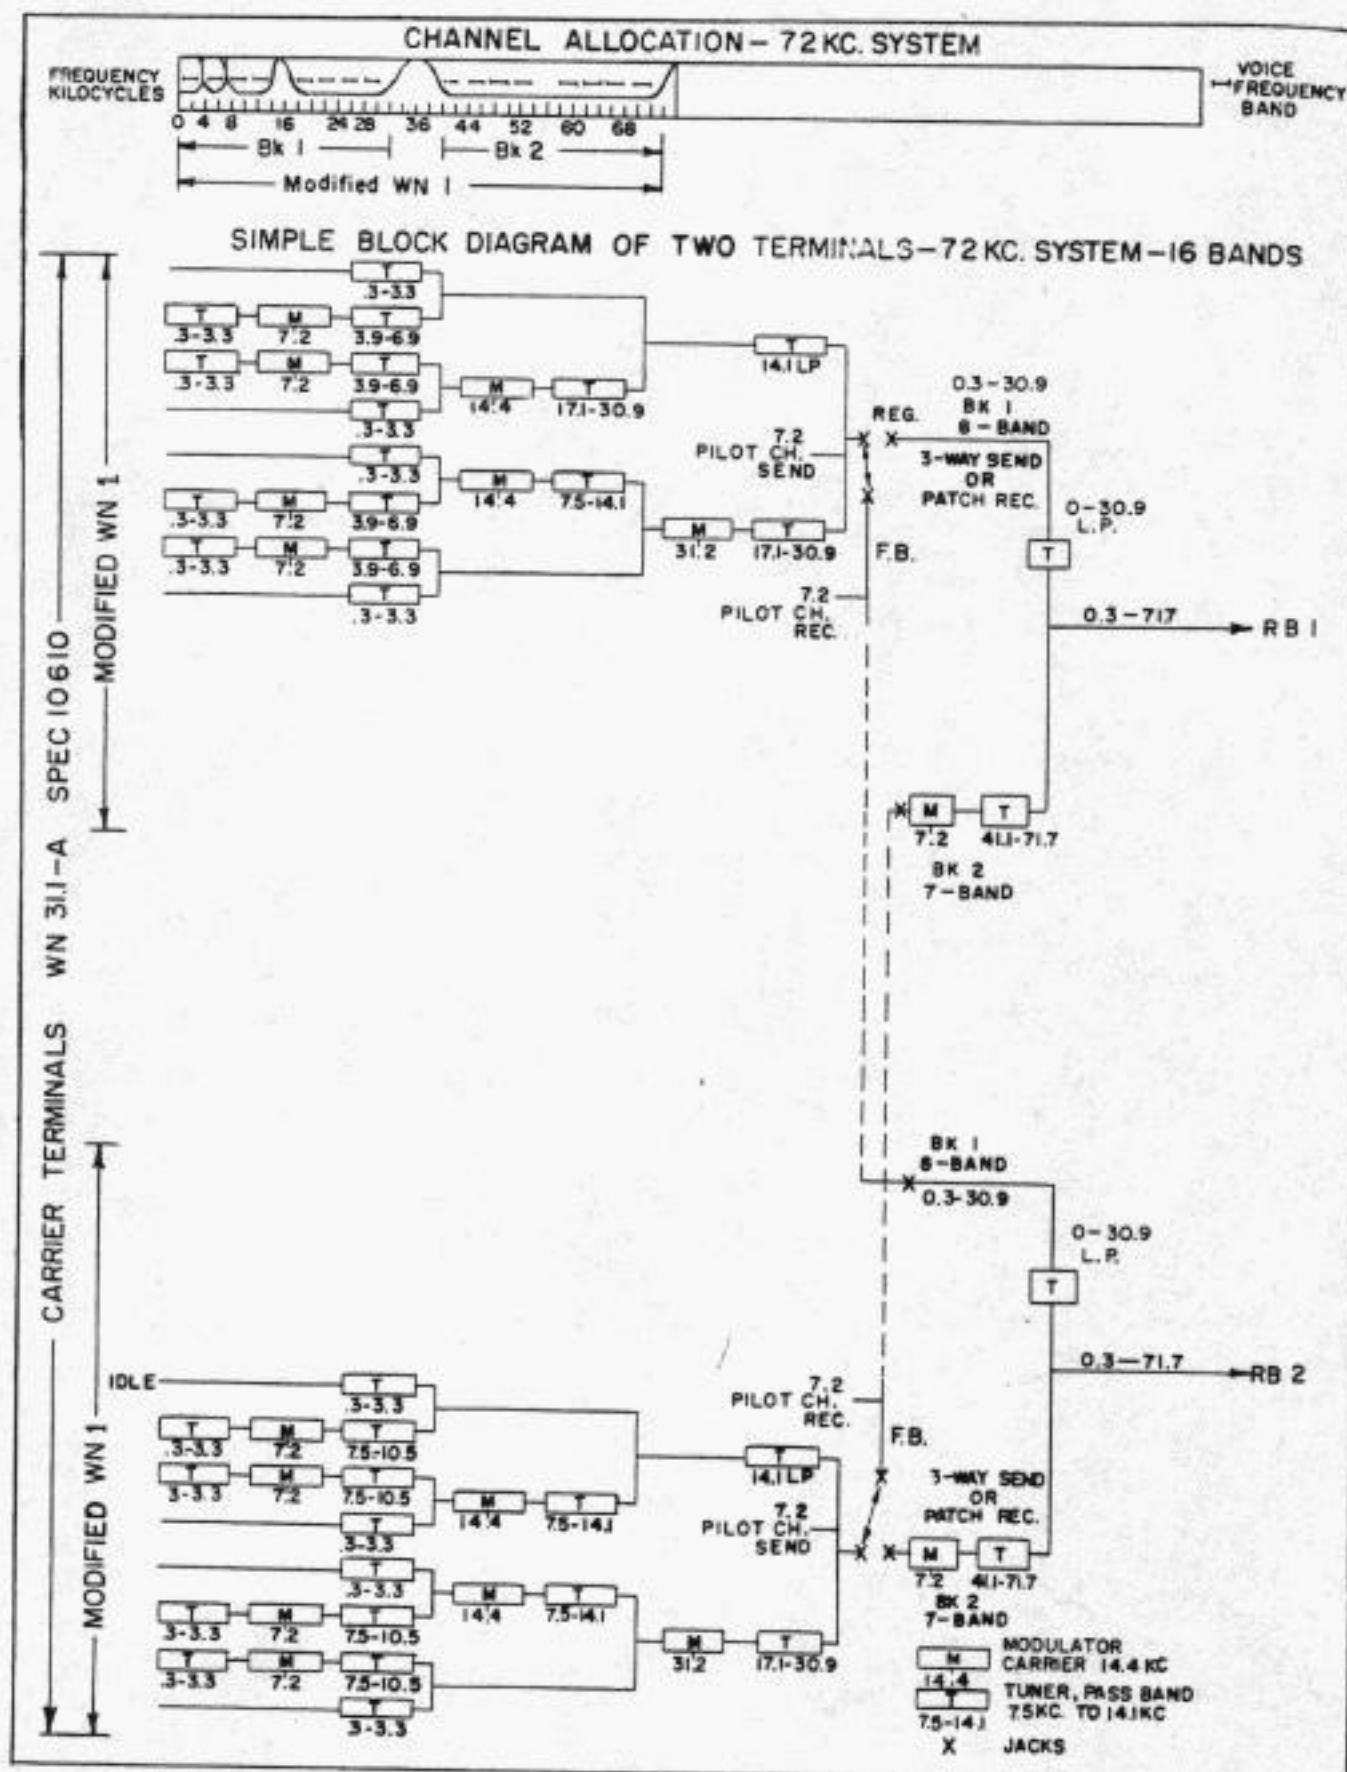 CHANNEL ALLOCATION - 72 KC. SYSTEM
FREQUENCY
KILOCYCLES
0 4 8 16 24 28 36 44 52 60 68
VOICE
FREQUENCY
BAND
Bk 1
Bk 2
Modified WN 1
SIMPLE BLOCK DIAGRAM OF TWO TERMINALS-72 KC. SYSTEM-16 BANDS
CARRIER TERMINALS WN 31.1-A SPEC 10610
MODIFIED WN 1
T
.3-3.3
T M T
.3-3.3 7.2 3.9-6.9
T M T
.3-3.3 7.2 3.9-6.9
T
.3-3.3
M T
14.4 17.1-30.9
T
14.1 LP
T
.3-3.3
T M T
.3-3.3 7.2 3.9-6.9
M T
14.4 7.5-14.1
T M T
.3-3.3 7.2 3.9-6.9
T
.3-3.3
M T
31.2 17.1-30.9
7.2
PILOT CH.
SEND
X X
REG.
0.3-30.9
BK 1
8-BAND
3-WAY SEND
OR
PATCH REC.
X
F.B.
7.2
PILOT CH.
REC.
0-30.9
L.P.
T
0.3-717
RB 1
X M T
7.2 41.1-71.7
BK 2
7-BAND
BK 1
8-BAND
X
0.3-30.9
0-30.9
L.P.
T
0.3-71.7
RB 2
MODIFIED WN 1
IDLE
T
.3-3.3
T M T
.3-3.3 7.2 7.5-10.5
T M T
.3-3.3 7.2 7.5-10.5
T
.3-3.3
M T
14.4 7.5-14.1
T
14.1 LP
T
.3-3.3
T M T
.3-3.3 7.2 7.5-10.5
M T
14.4 7.5-14.1
T M T
.3-3.3 7.2 7.5-10.5
T
.3-3.3
M T
31.2 17.1-30.9
7.2
PILOT CH.
REC.
F.B.
X
7.2
PILOT CH.
SEND
3-WAY SEND
OR
PATCH REC.
X X M T
7.2 41.1-71.7
BK 2
7-BAND
M
14.4
MODULATOR
CARRIER 14.4 KC
T
7.5-14.1
TUNER, PASS BAND
7.5 KC. TO 14.1 KC
X JACKS